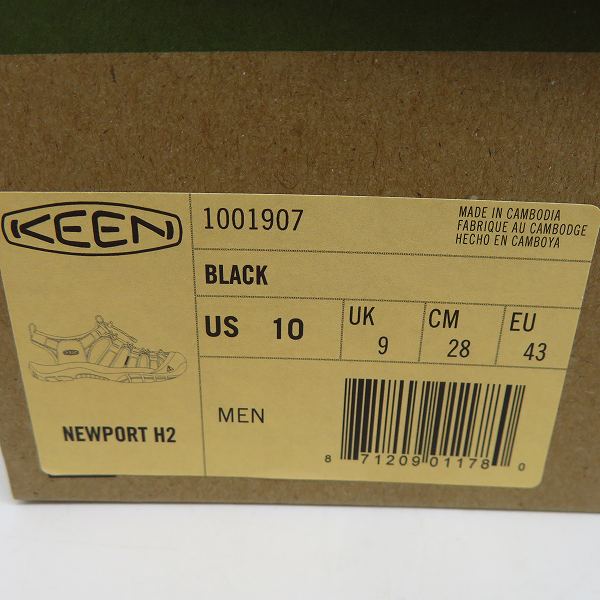 KEEN
1001907
MADE IN CAMBODIA
FABRIQUE AU CAMBODGE
HECHO EN CAMBOYA
BLACK
US 10
UK
9
CM
28
EU
43
KEEN
NEWPORT H2
MEN
8 71209 01178 0